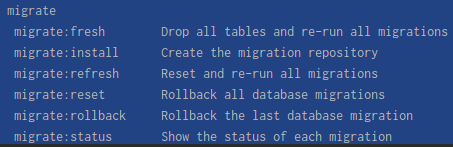 migrate
migrate:fresh Drop all tables and re-run all migrations
migrate:install Create the migration repository
migrate:refresh Reset and re-run all migrations
migrate:reset Rollback all database migrations
migrate:rollback Rollback the last database migration
migrate:status Show the status of each migration